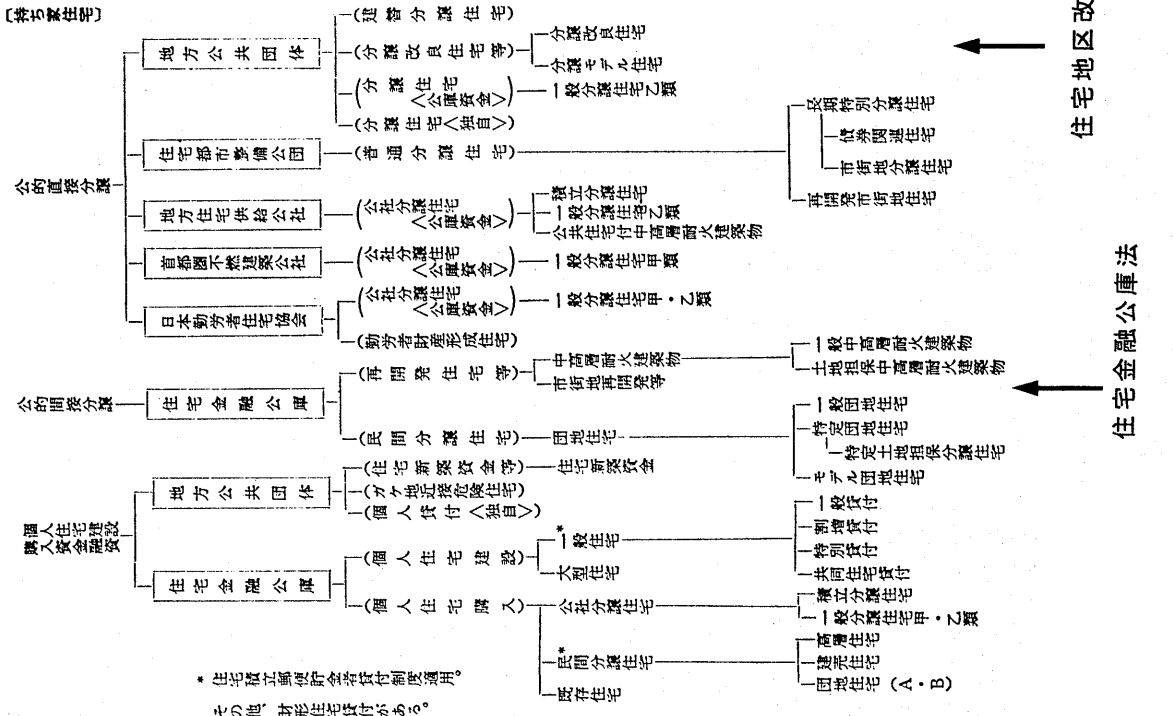 〔持ち家住宅〕
公的直接分譲
地方公共団体
(建替分譲住宅)
(分譲改良住宅等)
分譲改良住宅
分譲モデル住宅
(分譲住宅
<公庫資金>)
一般分譲住宅乙類
(分譲住宅<独自>)
住宅都市整備公団
(普通分譲住宅)
長期特別分譲住宅
債券関連住宅
市街地分譲住宅
再開発市街地住宅
地方住宅供給公社
(公社分譲住宅
<公庫資金>)
積立分譲住宅
一般分譲住宅乙類
公共住宅付中高層耐火建築物
首都圏不燃建築公社
(公社分譲住宅
<公庫資金>)
一般分譲住宅甲類
日本勤労者住宅協会
(公社分譲住宅
<公庫資金>)
一般分譲住宅甲・乙類
(勤労者財産形成住宅)
公的間接分譲
住宅金融公庫
(再開発住宅等)
中高層耐火建築物
一般中高層耐火建築物
土地担保中高層耐火建築物
市街地再開発等
(民間分譲住宅)
団地住宅
一般団地住宅
特定団地住宅
特定土地担保分譲住宅
モデル団地住宅
個人住宅建設
購入資金融資
地方公共団体
(住宅新築資金等)
住宅新築資金
(ガケ地近接危険住宅)
(個人貸付<独自>)
住宅金融公庫
(個人住宅建設)
*一般住宅
一般貸付
割増貸付
特別貸付
共同住宅貸付
大型住宅
(個人住宅購入)
公社分譲住宅
積立分譲住宅
一般分譲住宅甲・乙類
*民間分譲住宅
高層住宅
建売住宅
団地住宅(A・B)
既存住宅
* 住宅積立郵便貯金者貸付制度適用。
その他、財形住宅貸付がある。
住宅地区改
住宅金融公庫法